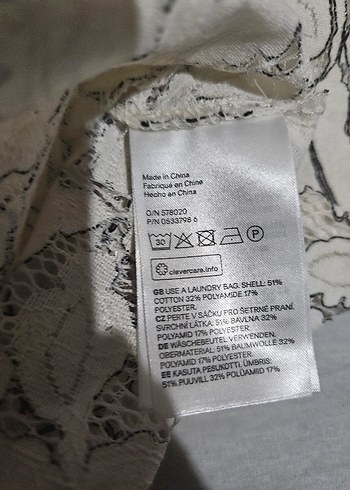 Made in China
Fabriqué en China
Hecho en China
O/N 578020
P/N 0533798 6
30
P
clevercare.info
GB USE A LAUNDRY BAG. SHELL: 51%
COTTON 32% POLYAMIDE 17%
POLYESTER.
CZ PERTE V SÁČKU PRO ŠETRNÉ PRANÍ.
SVRCHNÍ LÁTKA: 51% BAVLNA 32%
POLYAMID 17% POLYESTER.
DE WÄSCHEBEUTEL VERWENDEN.
OBERMATERIAL: 51% BAUMWOLLE 32%
POLYAMID 17% POLYESTER.
EE KASUTA PESUKOTTI. ÜMBRIS:
51% PUUVILL 32% POLÜAMIID 17%